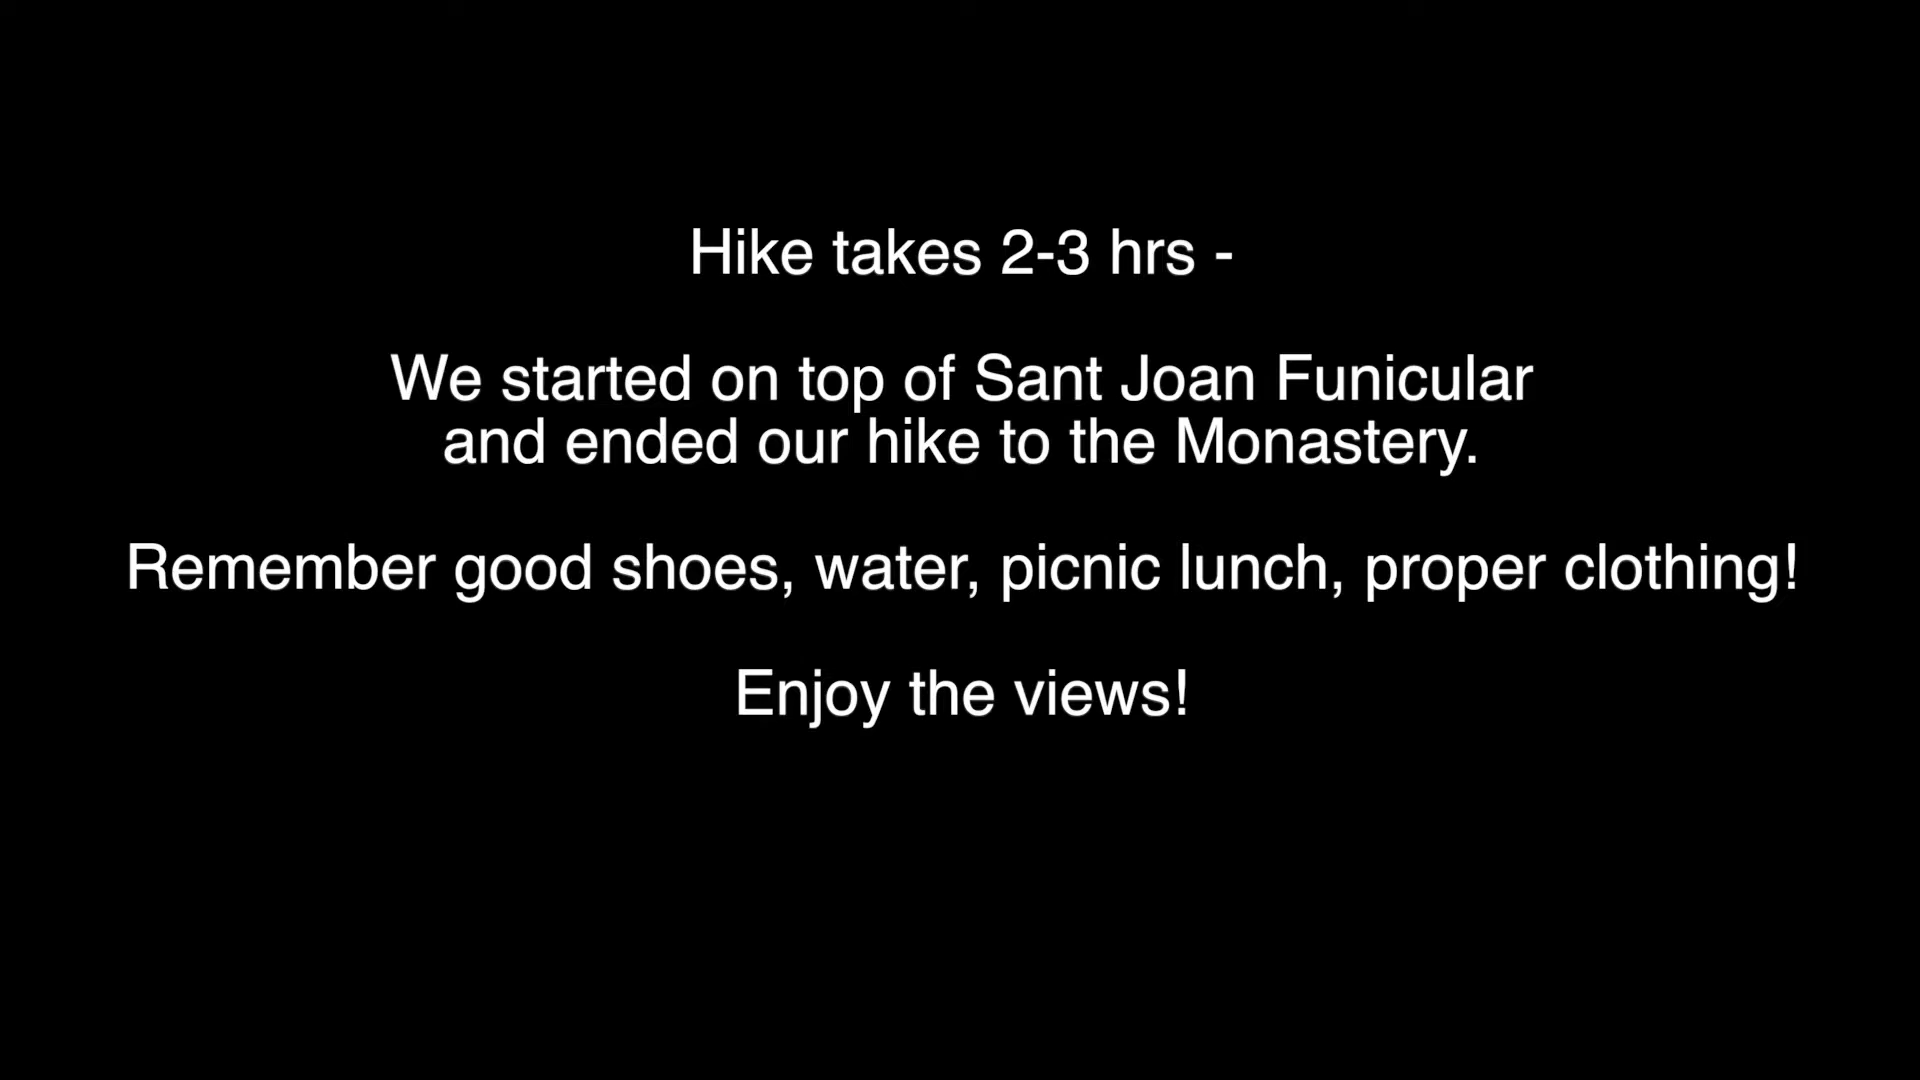 Hike takes 2-3 hrs -
We started on top of Sant Joan Funicular
and ended our hike to the Monastery.
Remember good shoes, water, picnic lunch, proper clothing!
Enjoy the views!